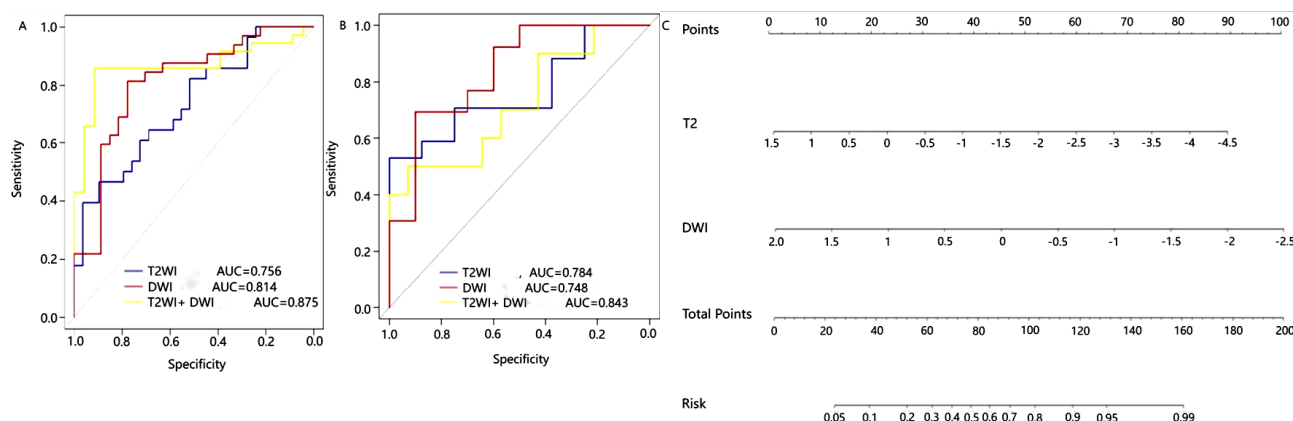 A
1.0
0.8
0.6
0.4
0.2
0.0
Sensitivity
T2WI AUC=0.756
DWI AUC=0.814
T2WI+ DWI AUC=0.875
1.0 0.8 0.6 0.4 0.2 0.0
Specificity
B
1.0
0.8
0.6
0.4
0.2
0.0
Sensitivity
T2WI AUC=0.784
DWI AUC=0.748
T2WI+ DWI AUC=0.843
1.0 0.8 0.6 0.4 0.2 0.0
Specificity
C
Points 0 10 20 30 40 50 60 70 80 90 100
T2
1.5 1 0.5 0 -0.5 -1 -1.5 -2 -2.5 -3 -3.5 -4 -4.5
DWI
2.0 1.5 1 0.5 0 -0.5 -1 -1.5 -2 -2.5
Total Points
0 20 40 60 80 100 120 140 160 180 200
Risk
0.05 0.1 0.2 0.3 0.4 0.5 0.6 0.7 0.8 0.9 0.95 0.99